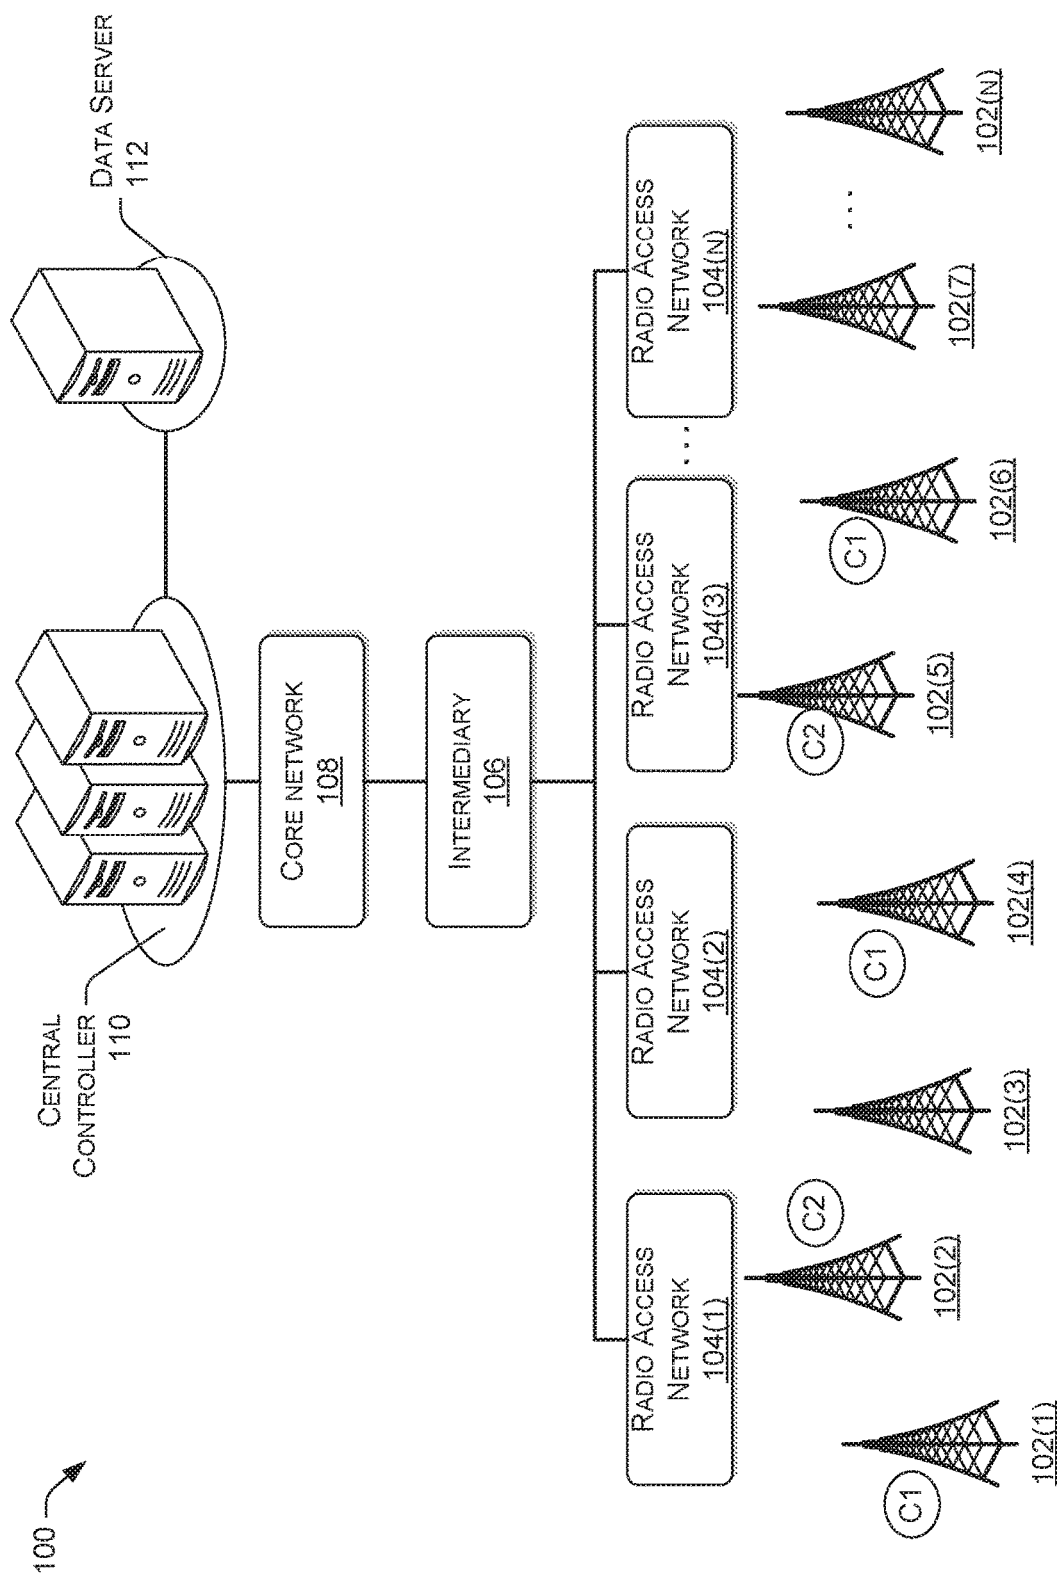 100
CENTRAL
CONTROLLER
110
DATA SERVER
112
CORE NETWORK
108
INTERMEDIARY
106
RADIO ACCESS
NETWORK
104(1)
RADIO ACCESS
NETWORK
104(2)
RADIO ACCESS
NETWORK
104(3)
...
RADIO ACCESS
NETWORK
104(N)
C1
102(1)
C2
102(2)
102(3)
C1
102(4)
C2
102(5)
C1
102(6)
102(7)
...
102(N)